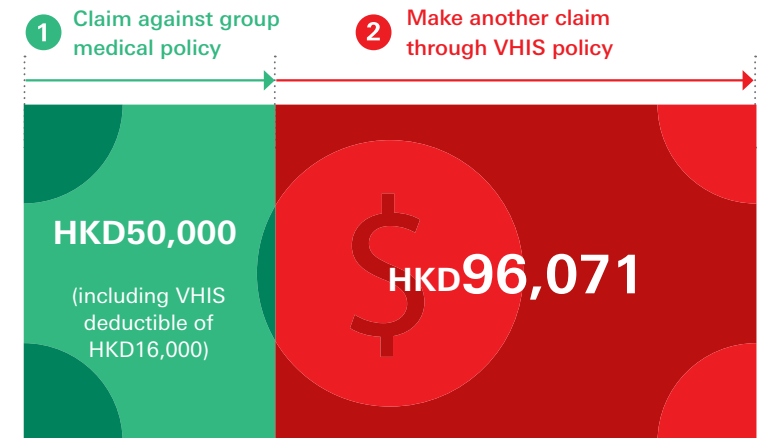 1 Claim against group
medical policy
2 Make another claim
through VHIS policy
HKD50,000
(including VHIS
deductible of
HKD16,000)
$
HKD96,071